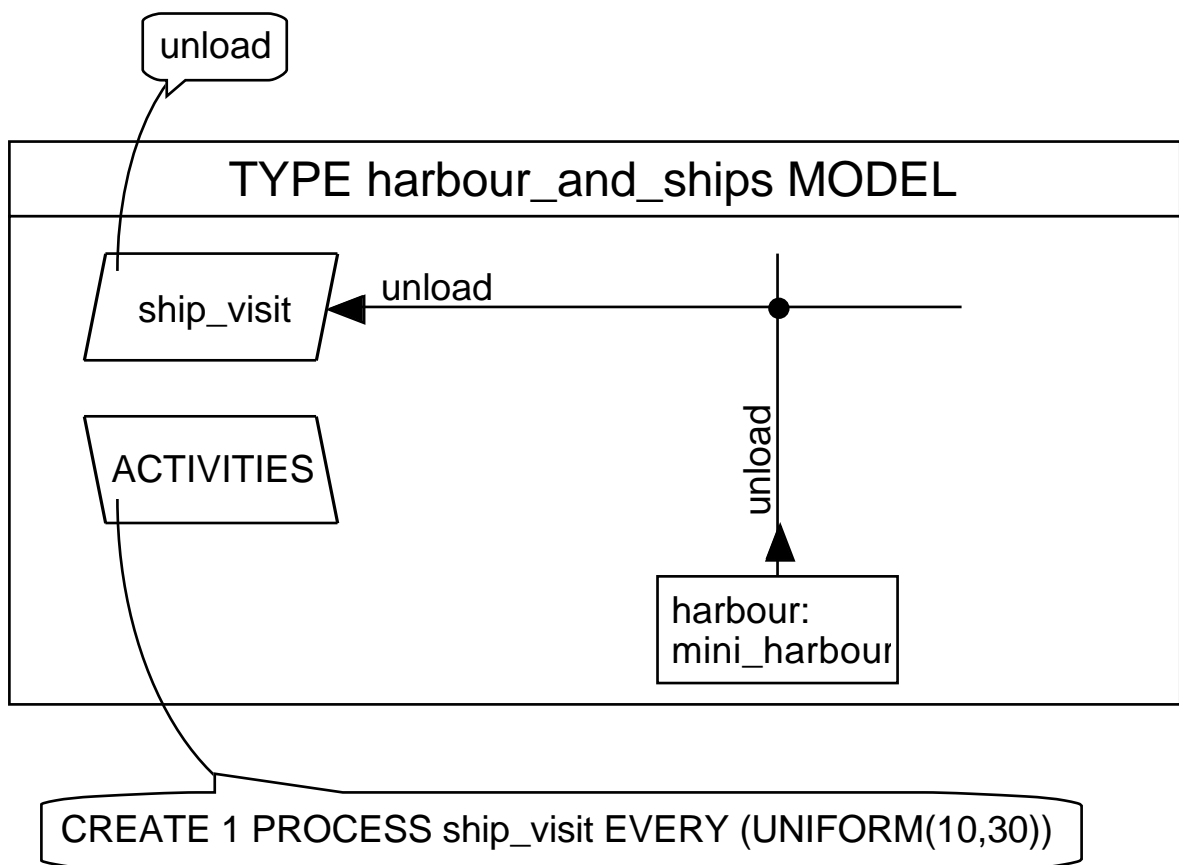 unload
TYPE harbour_and_ships MODEL
unload
ship_visit
unload
ACTIVITIES
harbour:
mini_harbour
CREATE 1 PROCESS ship_visit EVERY (UNIFORM(10,30))